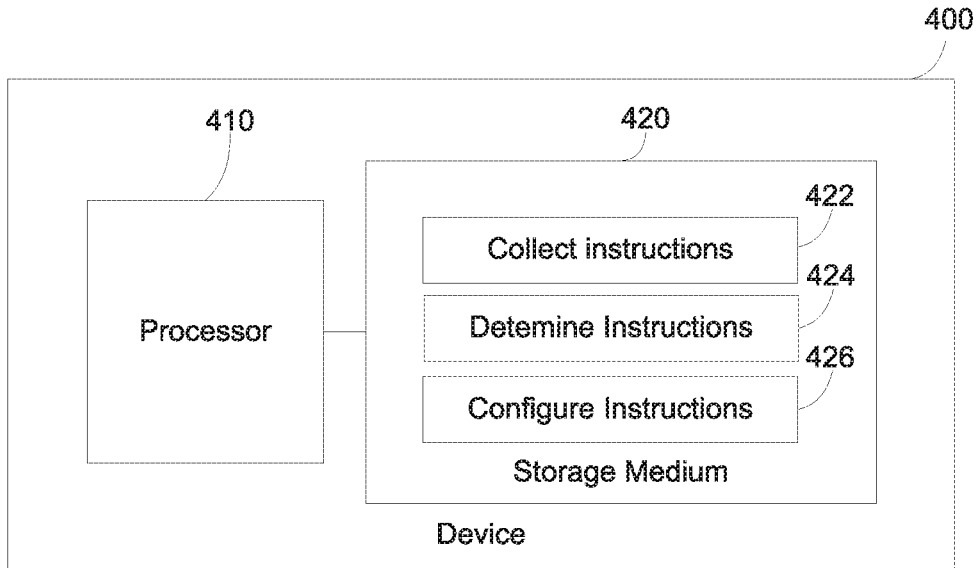 400
410
420
422
Collect instructions
424
Processor
Detemine Instructions
426
Configure Instructions
Storage Medium
Device